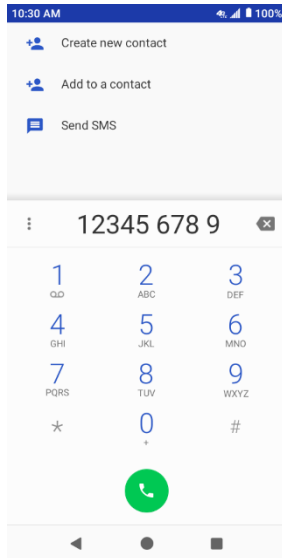 10:30 AM 4G 100%
Create new contact
Add to a contact
Send SMS
12345 678 9
1 2 3
ABC DEF
4 5 6
GHI JKL MNO
7 8 9
PQRS TUV WXYZ
* 0 #
+